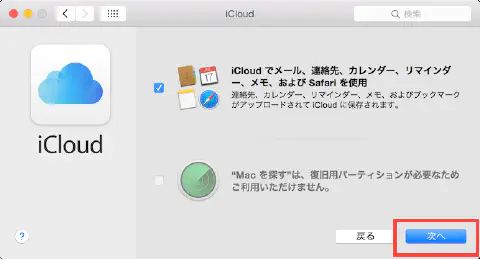 iCloud
検索
iCloud でメール、連絡先、カレンダー、リマインダ
ー、メモ、および Safari を使用
連絡先、カレンダー、リマインダー、メモ、およびブックマーク
がアップロードされて iCloud に保存されます。
iCloud
“Mac を探す”は、復旧用パーティションが必要なため
ご利用いただけません。
?
戻る
次へ